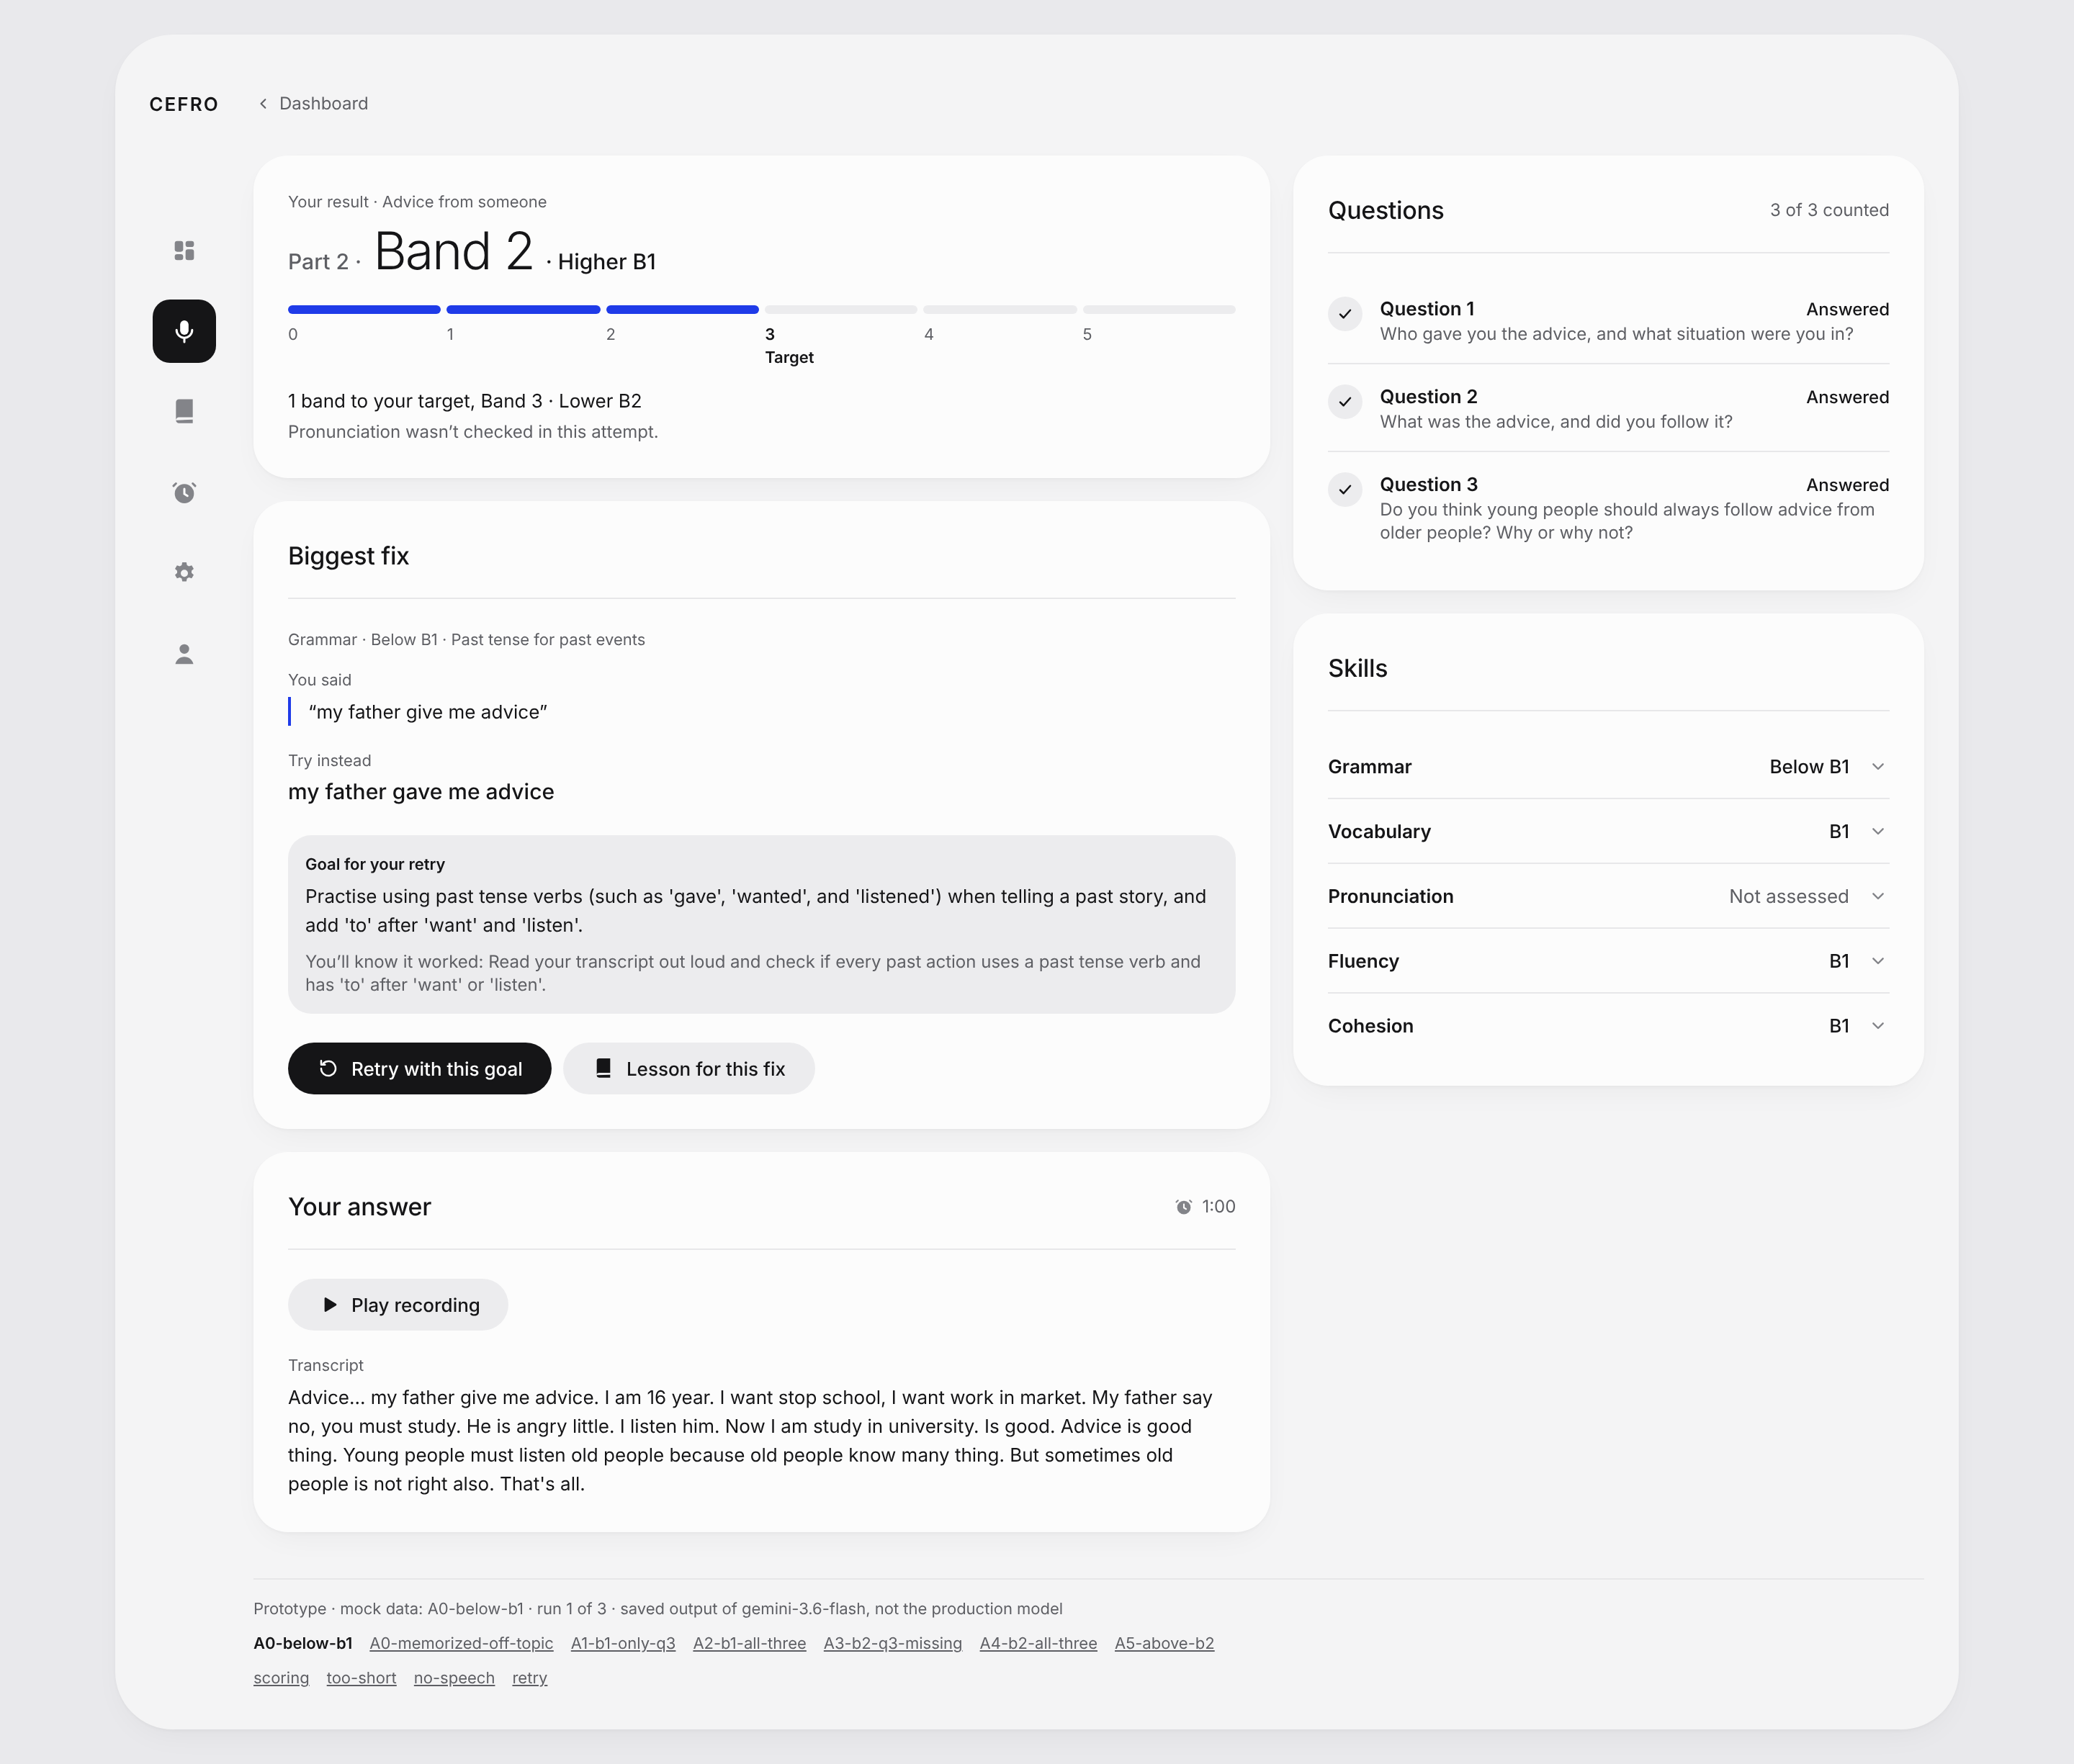 CEFRO
Dashboard
Your result · Advice from someone
Part 2 · Band 2 · Higher B1
0 1 2 3 4 5
Target
1 band to your target, Band 3 · Lower B2
Pronunciation wasn’t checked in this attempt.
Biggest fix
Grammar · Below B1 · Past tense for past events
You said
“my father give me advice”
Try instead
my father gave me advice
Goal for your retry
Practise using past tense verbs (such as 'gave', 'wanted', and 'listened') when telling a past story, and
add 'to' after 'want' and 'listen'.
You’ll know it worked: Read your transcript out loud and check if every past action uses a past tense verb and
has 'to' after 'want' or 'listen'.
Retry with this goal
Lesson for this fix
Your answer
1:00
Play recording
Transcript
Advice... my father give me advice. I am 16 year. I want stop school, I want work in market. My father say
no, you must study. He is angry little. I listen him. Now I am study in university. Is good. Advice is good
thing. Young people must listen old people because old people know many thing. But sometimes old
people is not right also. That's all.
Questions
3 of 3 counted
Question 1
Answered
Who gave you the advice, and what situation were you in?
Question 2
Answered
What was the advice, and did you follow it?
Question 3
Answered
Do you think young people should always follow advice from
older people? Why or why not?
Skills
Grammar
Below B1
Vocabulary
B1
Pronunciation
Not assessed
Fluency
B1
Cohesion
B1
Prototype · mock data: A0-below-b1 · run 1 of 3 · saved output of gemini-3.6-flash, not the production model
A0-below-b1 A0-memorized-off-topic A1-b1-only-q3 A2-b1-all-three A3-b2-q3-missing A4-b2-all-three A5-above-b2
scoring too-short no-speech retry